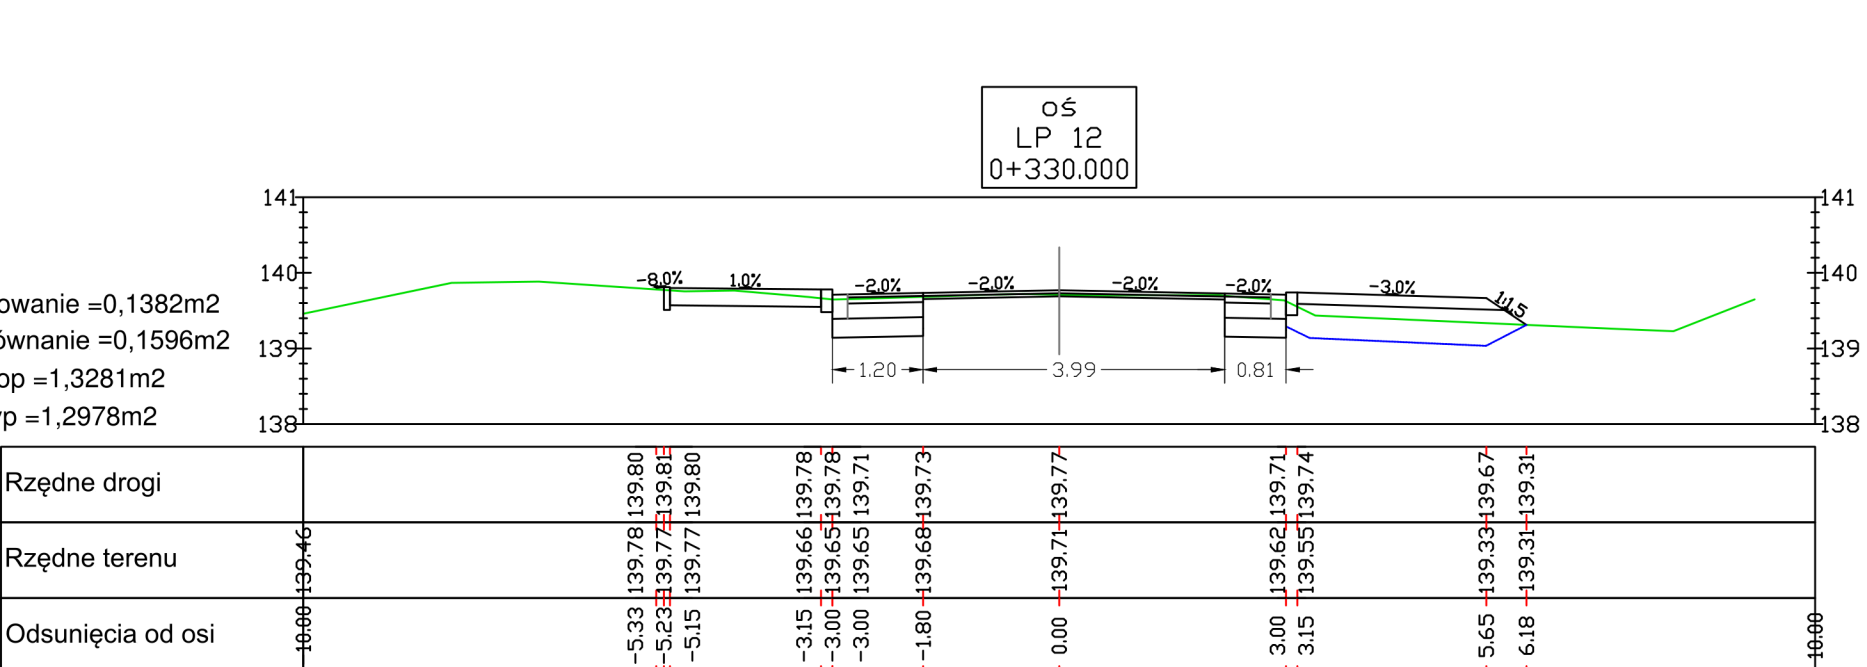 oś
LP 12
0+330.000
141
141
140
140
139
139
138
138
-8.0%
1.0%
-2.0%
-2.0%
-2.0%
-2.0%
-3.0%
1:1.5
owanie =0,1382m2
ównanie =0,1596m2
op =1,3281m2
yp =1,2978m2
1.20
3.99
0.81
Rzędne drogi
139.80 139.81 139.80 139.78 139.78 139.71 139.73 139.77 139.71 139.74 139.67 139.31
Rzędne terenu
139.46 139.78 139.77 139.77 139.66 139.65 139.65 139.68 139.71 139.62 139.55 139.33 139.31
Odsunięcia od osi
10.00 -5.33 -5.23 -5.15 -3.15 -3.00 -3.00 -1.80 0.00 3.00 3.15 5.65 6.18 10.00